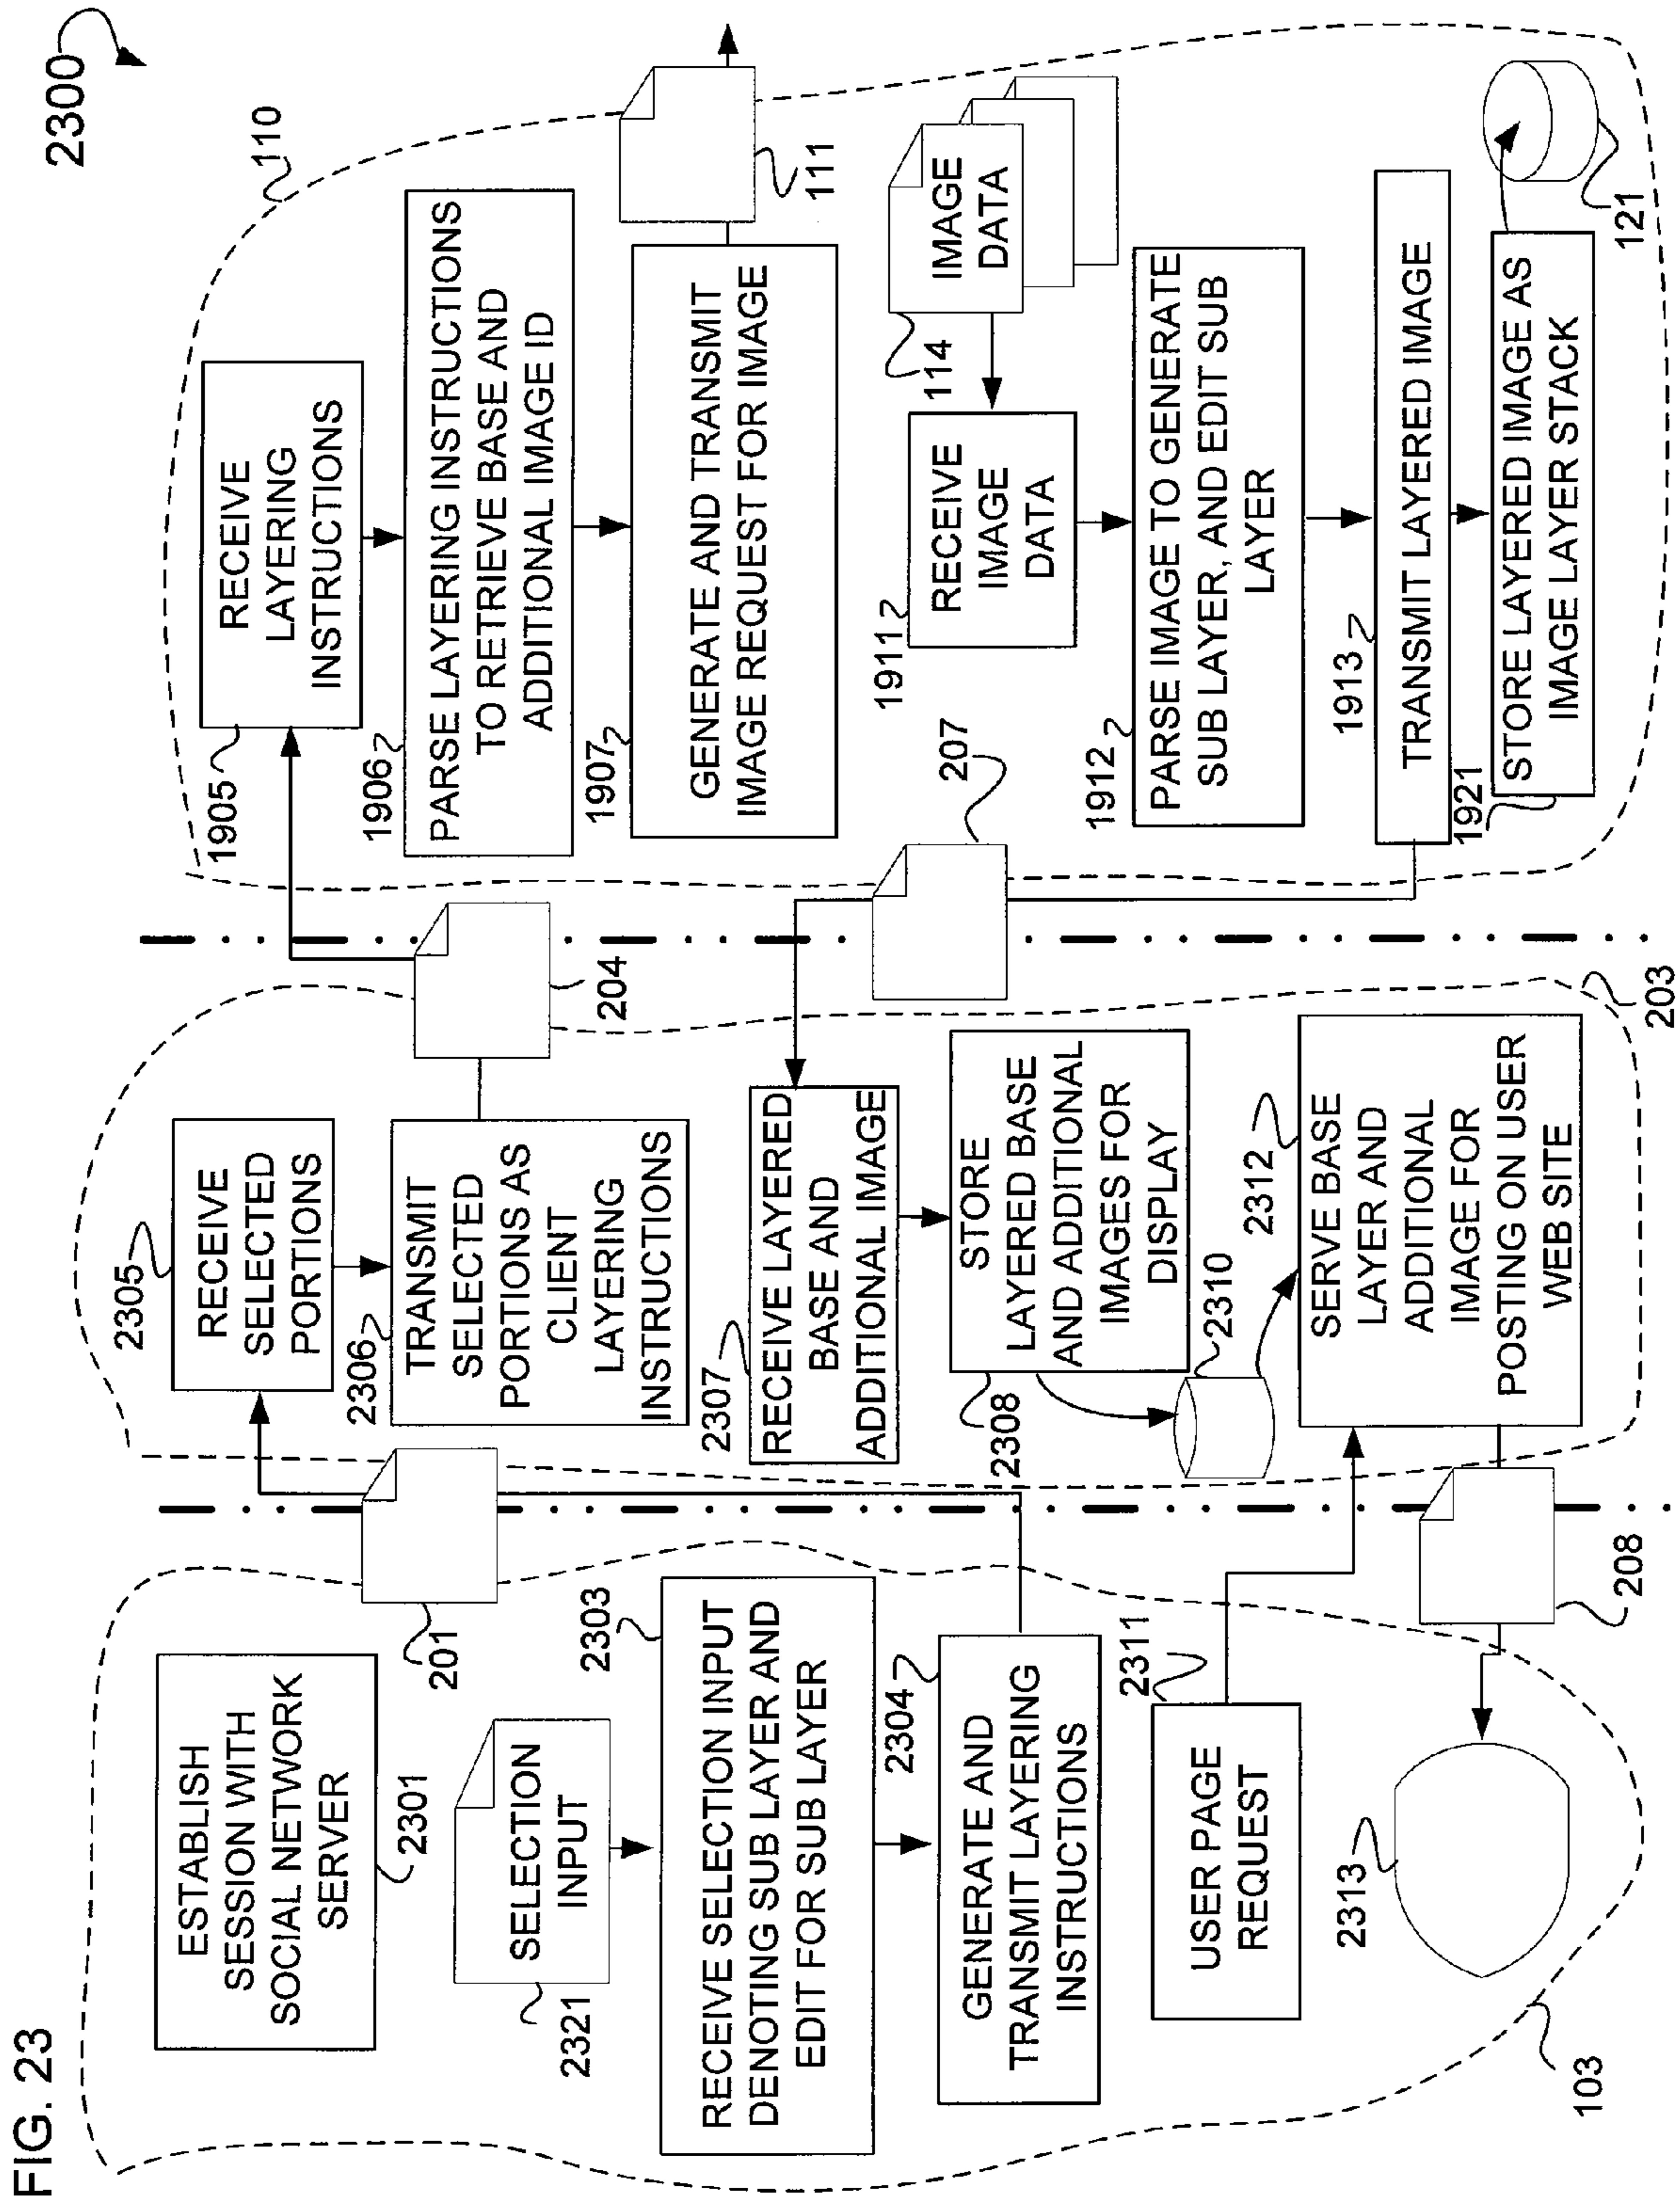 FIG. 23
2300
ESTABLISH
SESSION WITH
SOCIAL NETWORK
SERVER
2301
SELECTION
INPUT
2321
RECEIVE SELECTION INPUT
DENOTING SUB LAYER AND
EDIT FOR SUB LAYER
2303
GENERATE AND
TRANSMIT LAYERING
INSTRUCTIONS
2304
USER PAGE
REQUEST
2311
2313
103
201
208
RECEIVE
SELECTED
PORTIONS
2305
TRANSMIT
SELECTED
PORTIONS AS
CLIENT
LAYERING
INSTRUCTIONS
2306
204
RECEIVE LAYERED
BASE AND
ADDITIONAL IMAGE
2307
STORE
LAYERED BASE
AND ADDITIONAL
IMAGES FOR
DISPLAY
2308
2310
SERVE BASE
LAYER AND
ADDITIONAL
IMAGE FOR
POSTING ON USER
WEB SITE
2312
203
207
110
RECEIVE
LAYERING
INSTRUCTIONS
1905
PARSE LAYERING INSTRUCTIONS
TO RETRIEVE BASE AND
ADDITIONAL IMAGE ID
1906
GENERATE AND TRANSMIT
IMAGE REQUEST FOR IMAGE
1907
111
IMAGE
DATA
114
RECEIVE
IMAGE
DATA
1911
PARSE IMAGE TO GENERATE
SUB LAYER, AND EDIT SUB
LAYER
1912
TRANSMIT LAYERED IMAGE
1913
STORE LAYERED IMAGE AS
IMAGE LAYER STACK
1921
121